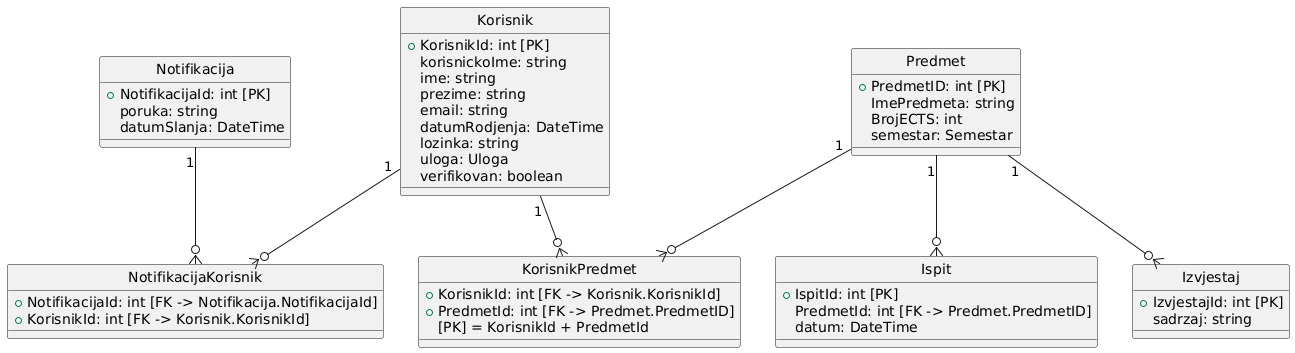 Korisnik
KorisnikId: int [PK]
korisnickoIme: string
ime: string
prezime: string
email: string
datumRodjenja: DateTime
lozinka: string
uloga: Uloga
verifikovan: boolean
Notifikacija
NotifikacijaId: int [PK]
poruka: string
datumSlanja: DateTime
Predmet
PredmetID: int [PK]
ImePredmeta: string
BrojECTS: int
semestar: Semestar
1
1
1
1
1
1
NotifikacijaKorisnik
NotifikacijaId: int [FK -> Notifikacija.NotifikacijaId]
KorisnikId: int [FK -> Korisnik.KorisnikId]
KorisnikPredmet
KorisnikId: int [FK -> Korisnik.KorisnikId]
PredmetId: int [FK -> Predmet.PredmetID]
[PK] = KorisnikId + PredmetId
Ispit
IspitId: int [PK]
PredmetId: int [FK -> Predmet.PredmetID]
datum: DateTime
Izvjestaj
IzvjestajId: int [PK]
sadrzaj: string